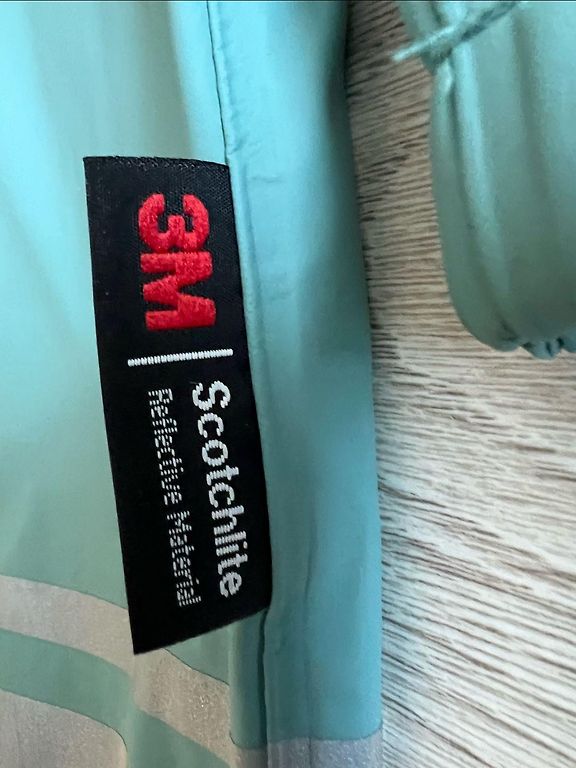 3M
Scotchlite
Reflective Material